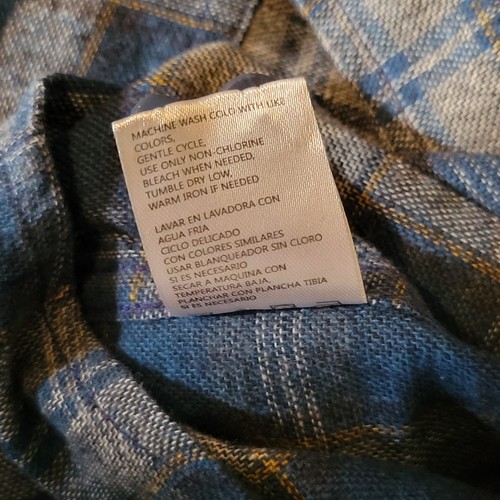 MACHINE WASH COLD WITH LIKE
COLORS,
GENTLE CYCLE,
USE ONLY NON-CHLORINE
BLEACH WHEN NEEDED,
TUMBLE DRY LOW,
WARM IRON IF NEEDED
LAVAR EN LAVADORA CON
AGUA FRIA
CICLO DELICADO
CON COLORES SIMILARES
USAR BLANQUEADOR SIN CLORO
SI ES NECESARIO
SECAR A MAQUINA CON
TEMPERATURA BAJA,
PLANCHAR CON PLANCHA TIBIA
SI ES NECESARIO